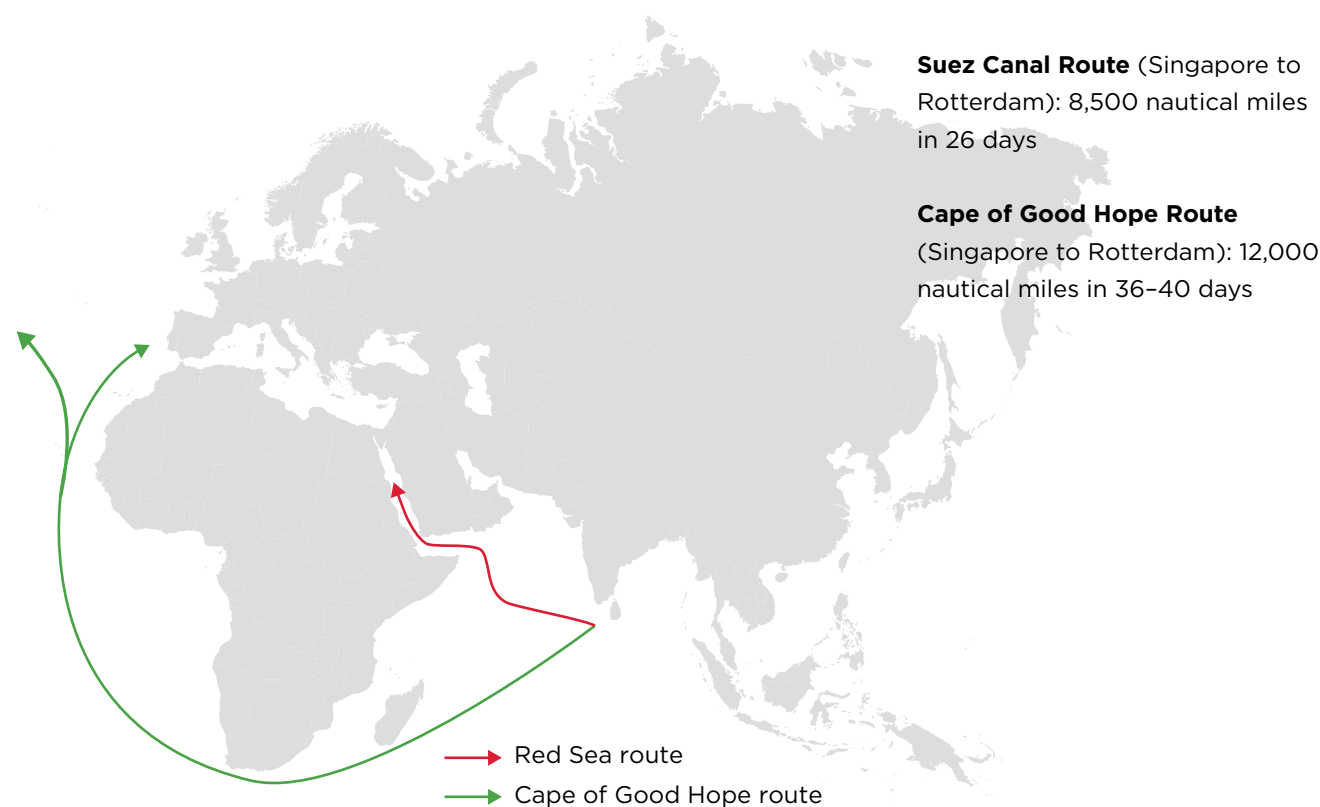 Suez Canal Route (Singapore to
Rotterdam): 8,500 nautical miles
in 26 days
Cape of Good Hope Route
(Singapore to Rotterdam): 12,000
nautical miles in 36–40 days
Red Sea route
Cape of Good Hope route